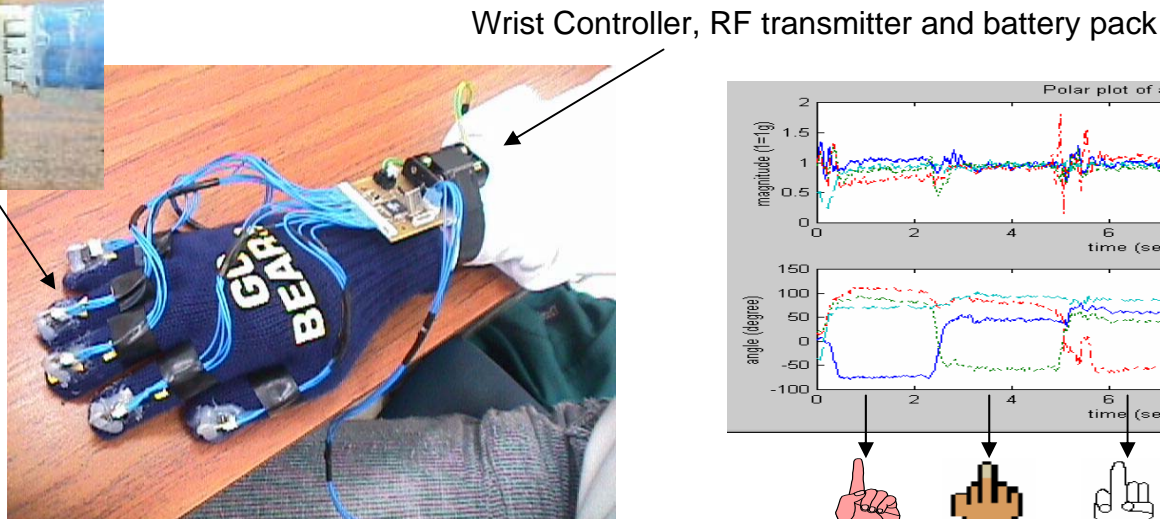 Wrist Controller, RF transmitter and battery pack
GO
BEARS
Polar plot of
magnitude (1=1g)
2
1.5
1
0.5
0
0 2 4 6
time (se
angle (degree)
150
100
50
0
-50
-100
0 2 4 6
time (se